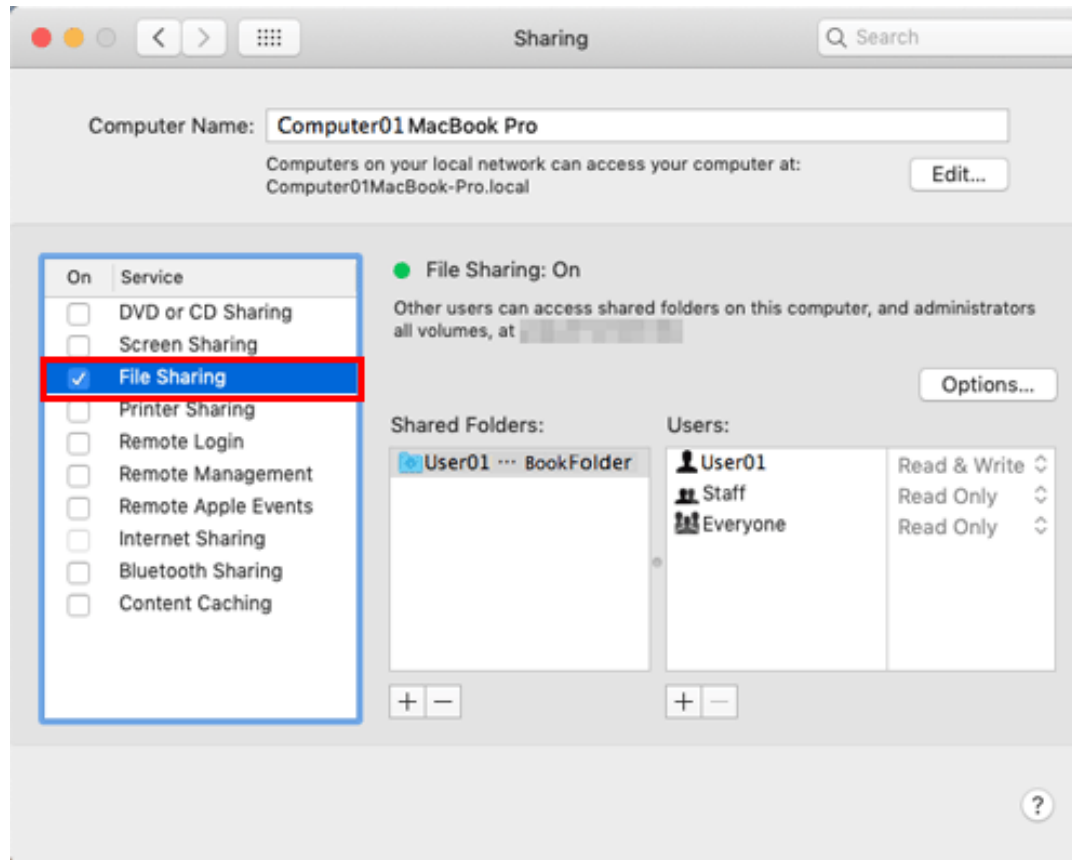 Sharing
Search
Computer Name: Computer01 MacBook Pro
Computers on your local network can access your computer at:
Computer01MacBook-Pro.local
Edit...
On Service
DVD or CD Sharing
Screen Sharing
File Sharing
Printer Sharing
Remote Login
Remote Management
Remote Apple Events
Internet Sharing
Bluetooth Sharing
Content Caching
File Sharing: On
Other users can access shared folders on this computer, and administrators
all volumes, at
Options...
Shared Folders:
User01 ··· BookFolder
Users:
User01 Read & Write
Staff Read Only
Everyone Read Only
+ −
+ −
?